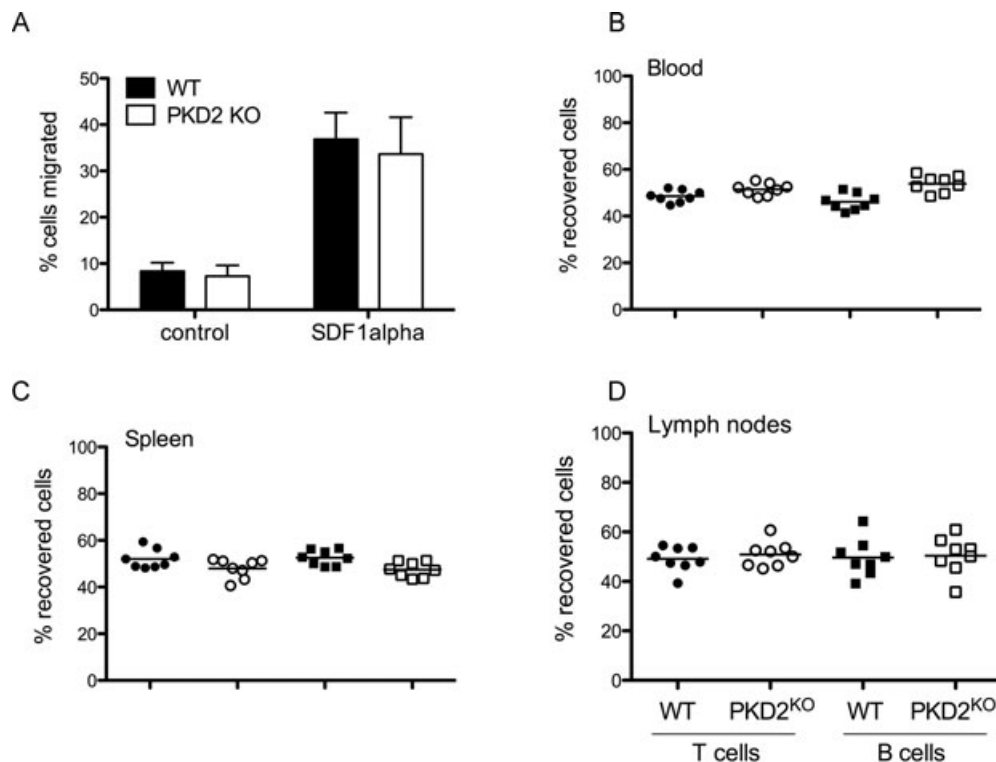 A
% cells migrated
50
40
30
20
10
0
WT
PKD2 KO
control SDF1alpha
B
Blood
% recovered cells
100
80
60
40
20
0
C
Spleen
% recovered cells
100
80
60
40
20
0
D
Lymph nodes
% recovered cells
100
80
60
40
20
0
WT PKD2ᴷᴼ WT PKD2ᴷᴼ
T cells B cells